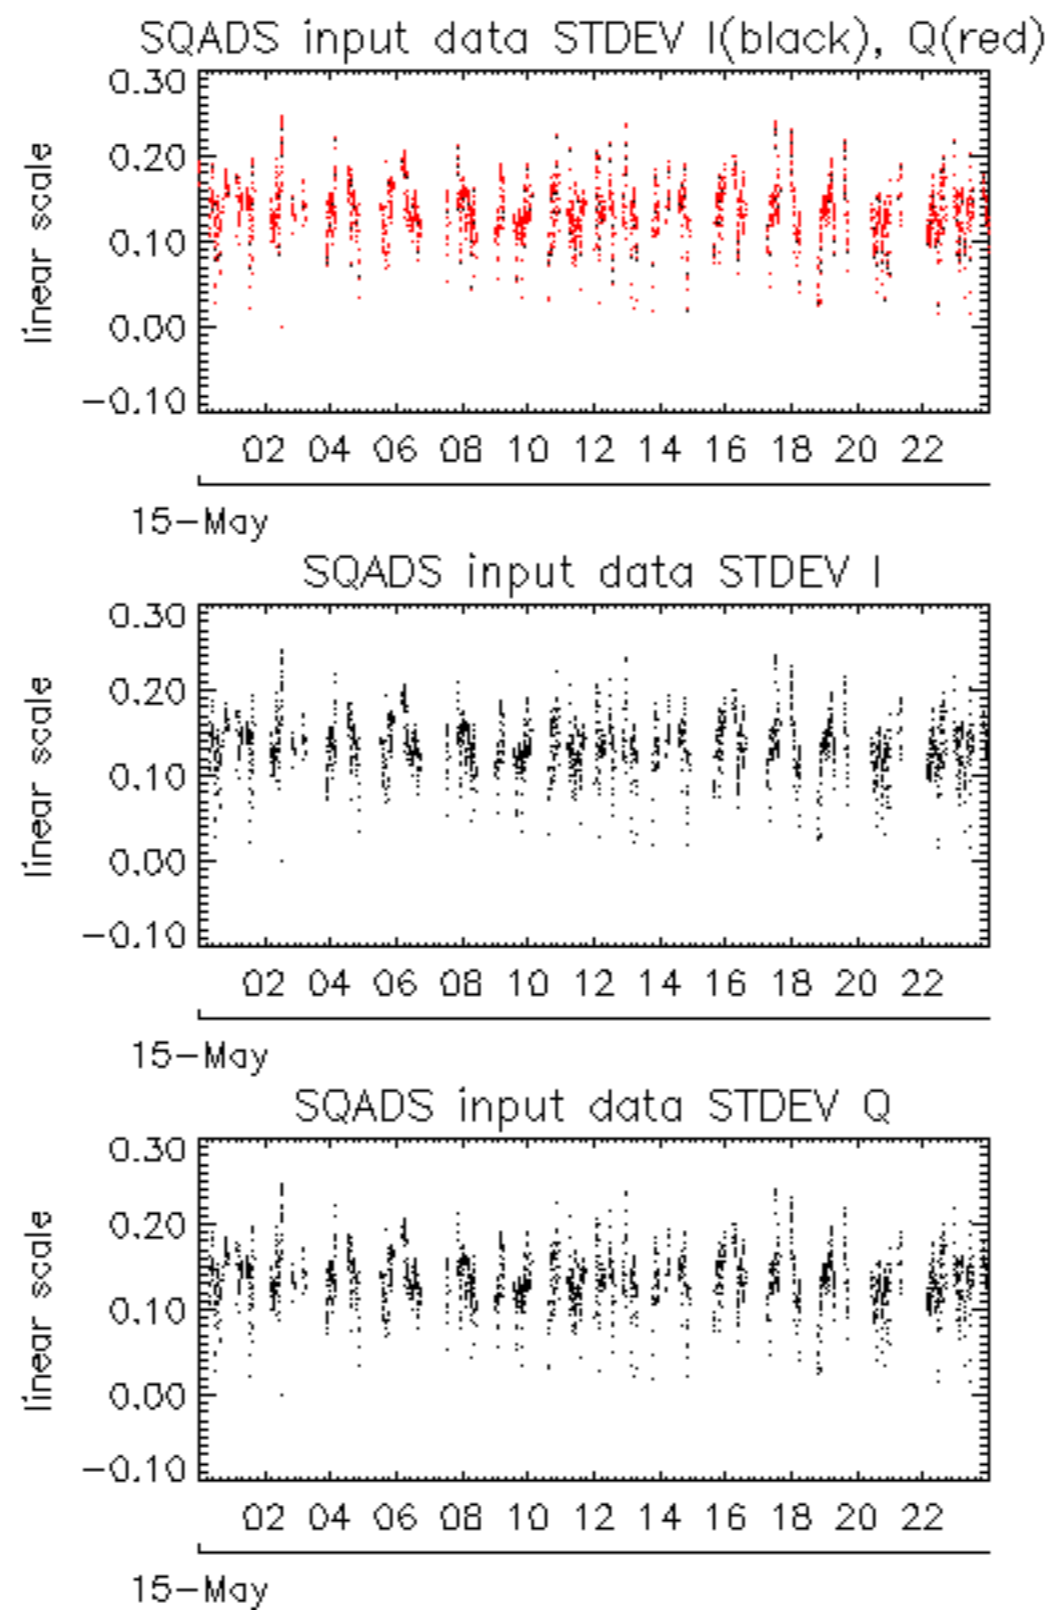 SQADS input data STDEV I(black), Q(red)
0.30
0.20
0.10
0.00
-0.10
linear scale
02 04 06 08 10 12 14 16 18 20 22
15-May
SQADS input data STDEV I
0.30
0.20
0.10
0.00
-0.10
linear scale
02 04 06 08 10 12 14 16 18 20 22
15-May
SQADS input data STDEV Q
0.30
0.20
0.10
0.00
-0.10
linear scale
02 04 06 08 10 12 14 16 18 20 22
15-May